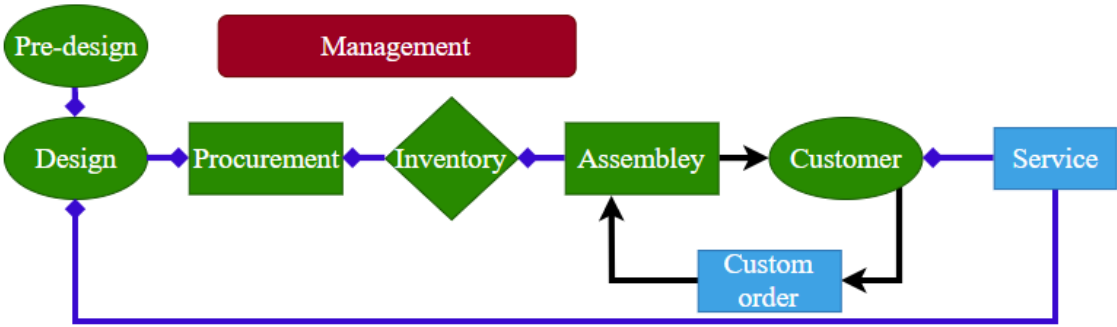 Pre-design
Management
Design
Procurement
Inventory
Assembley
Customer
Service
Custom
order